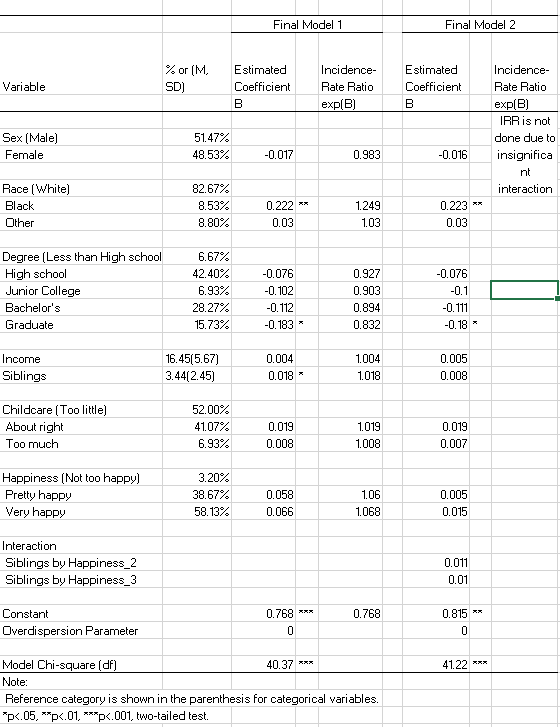 Final Model 1 Final Model 2
% or (M, Estimated Incidence- Estimated Incidence-
Variable SD) Coefficient Rate Ratio Coefficient Rate Ratio
B exp(B) B exp(B)
IRR is not
Sex (Male) 51.47% done due to
Female 48.53% -0.017 0.983 -0.016 insignifica
nt
Race (White) 82.67% interaction
Black 8.53% 0.222 ** 1.249 0.223 **
Other 8.80% 0.03 1.03 0.03
Degree (Less than High school 6.67%
High school 42.40% -0.076 0.927 -0.076
Junior College 6.93% -0.102 0.903 -0.1
Bachelor's 28.27% -0.112 0.894 -0.111
Graduate 15.73% -0.183 * 0.832 -0.18 *
Income 16.45(5.67) 0.004 1.004 0.005
Siblings 3.44(2.45) 0.018 * 1.018 0.008
Childcare (Too little) 52.00%
About right 41.07% 0.019 1.019 0.019
Too much 6.93% 0.008 1.008 0.007
Happiness (Not too happy) 3.20%
Pretty happy 38.67% 0.058 1.06 0.005
Very happy 58.13% 0.066 1.068 0.015
Interaction
Siblings by Happiness_2 0.011
Siblings by Happiness_3 0.01
Constant 0.768 *** 0.768 0.815 **
Overdispersion Parameter 0 0
Model Chi-square (df) 40.37 *** 41.22 ***
Note:
Reference category is shown in the parenthesis for categorical variables.
*p<.05, **p<.01, ***p<.001, two-tailed test.